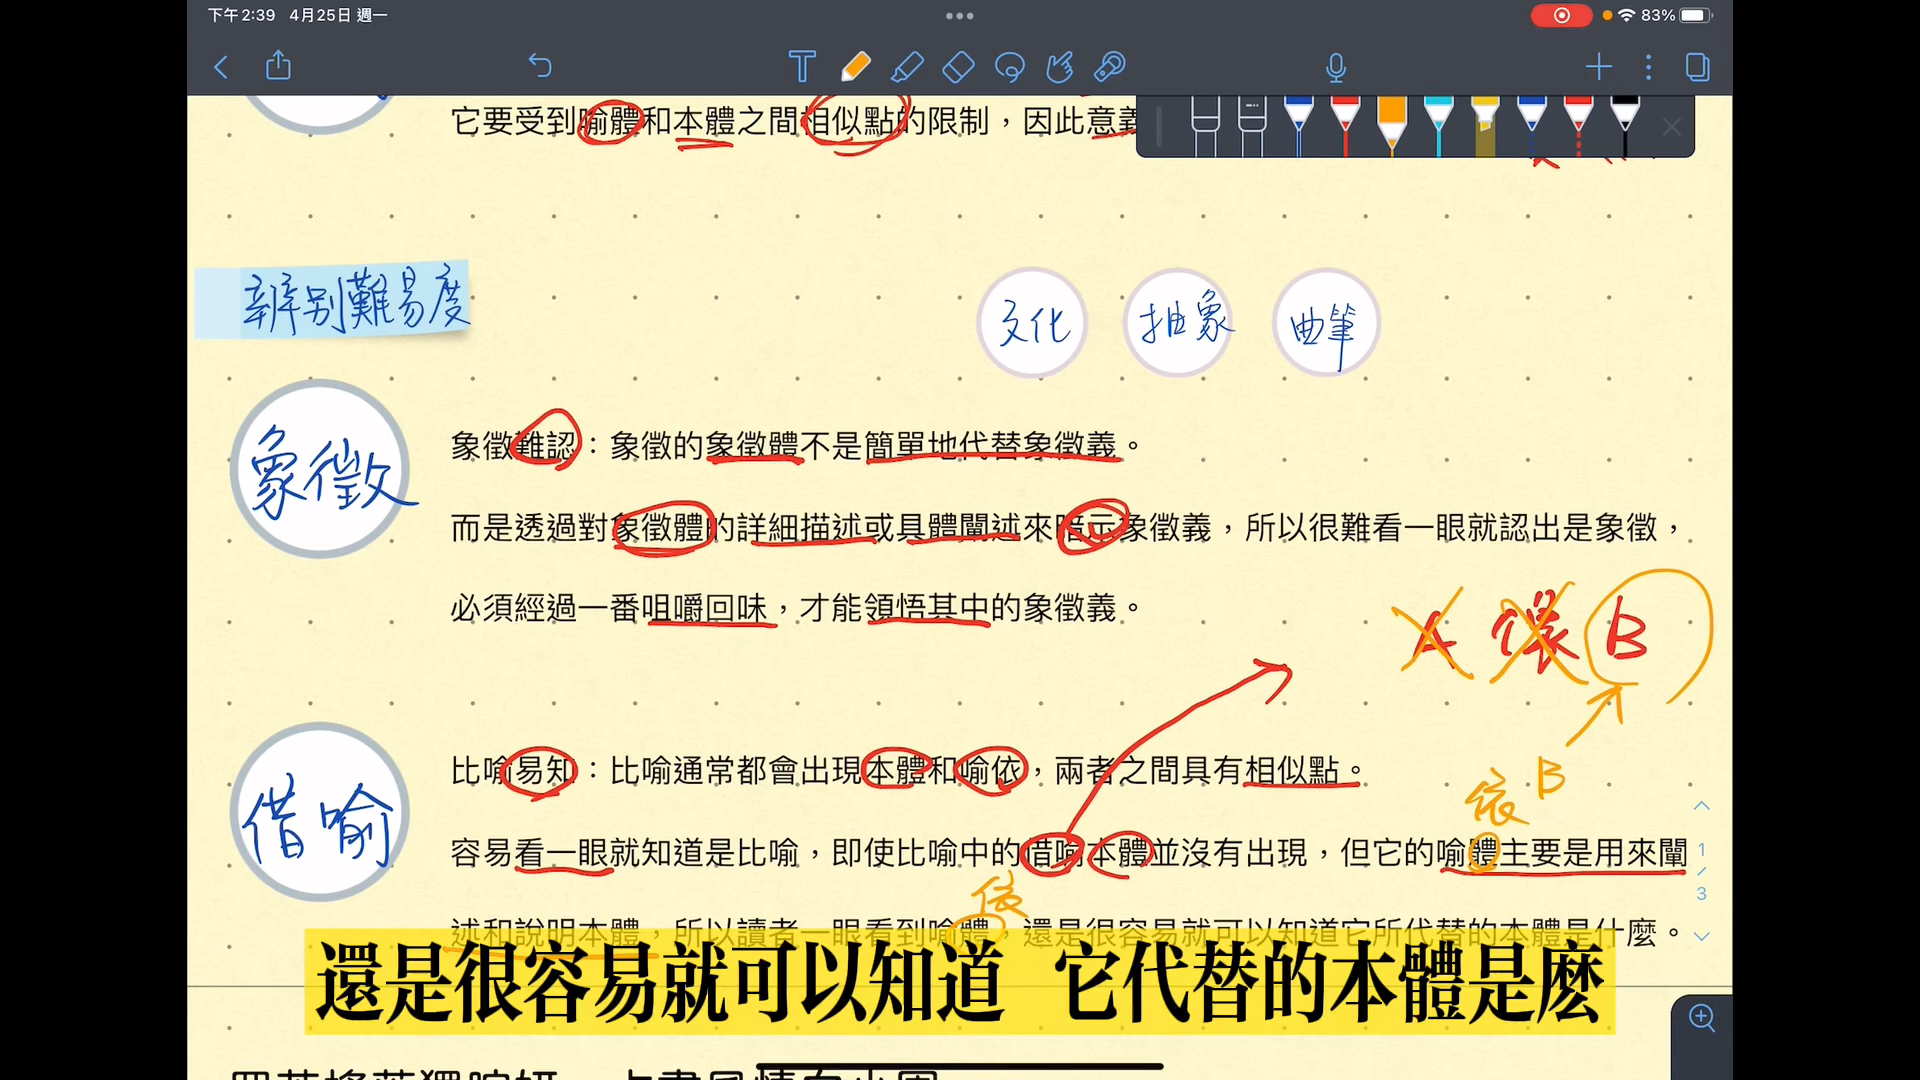 下午2:39 4月25日 週一
83%
它要受到喻體和本體之間相似點的限制，因此意義
辨別難易度
文化 抽象 曲筆
象徵
象徵難認：象徵的象徵體不是簡單地代替象徵義。
而是透過對象徵體的詳細描述或具體闡述來暗示象徵義，所以很難看一眼就認出是象徵，
必須經過一番咀嚼回味，才能領悟其中的象徵義。
A 像 B
借喻
比喻易知：比喻通常都會出現本體和喻依，兩者之間具有相似點。
依 B
容易看一眼就知道是比喻，即使比喻中的借喻本體並沒有出現，但它的喻體主要是用來闡
依
述和說明本體，所以讀者一眼看到喻體，還是很容易就可以知道它所代替的本體是什麼。
1/3
還是很容易就可以知道 它代替的本體是麼